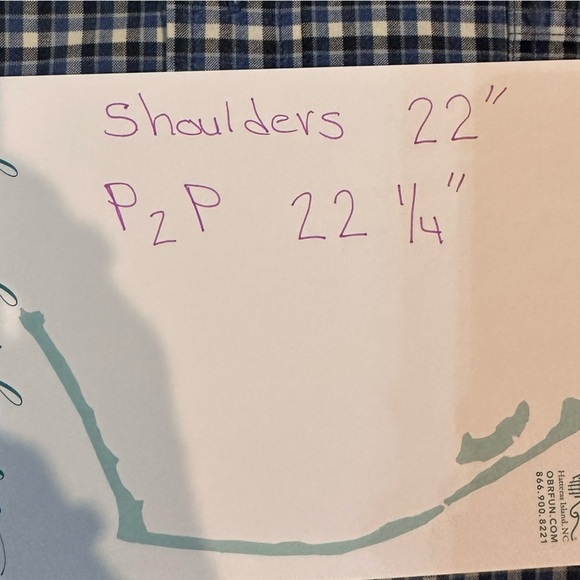 Shoulders 22"
P2P 22 1/4"
Hatteras Island, NC
OBRFUN.COM
866.900.8221